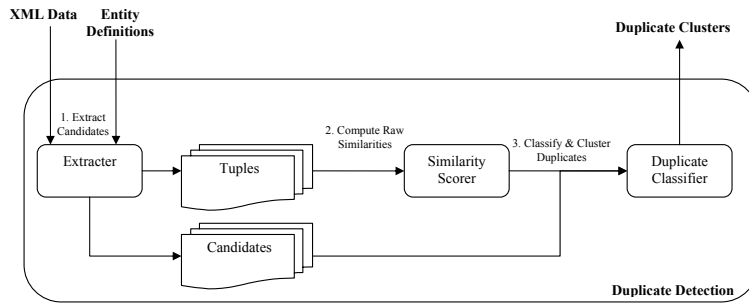 XML Data
Entity
Definitions
Duplicate Clusters
1. Extract
Candidates
2. Compute Raw
Similarities
3. Classify & Cluster
Duplicates
Extracter
Tuples
Similarity
Scorer
Duplicate
Classifier
Candidates
Duplicate Detection